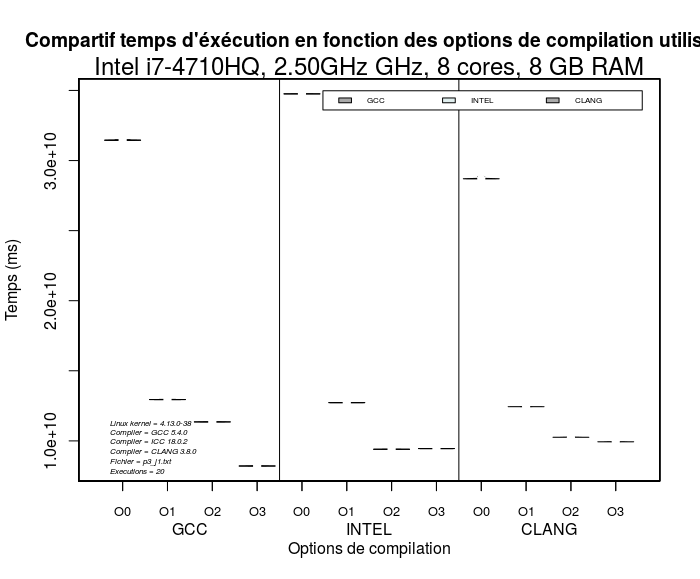 Compartif temps d'éxécution en fonction des options de compilation utilis
Intel i7-4710HQ, 2.50GHz GHz, 8 cores, 8 GB RAM
GCC INTEL CLANG
Temps (ms)
3.0e+10
2.0e+10
1.0e+10
Linux kernel = 4.13.0-38
Compiler = GCC 5.4.0
Compiler = ICC 18.0.2
Compiler = CLANG 3.8.0
Fichier = p3_j1.txt
Executions = 20
O0 O1 O2 O3 O0 O1 O2 O3 O0 O1 O2 O3
GCC INTEL CLANG
Options de compilation